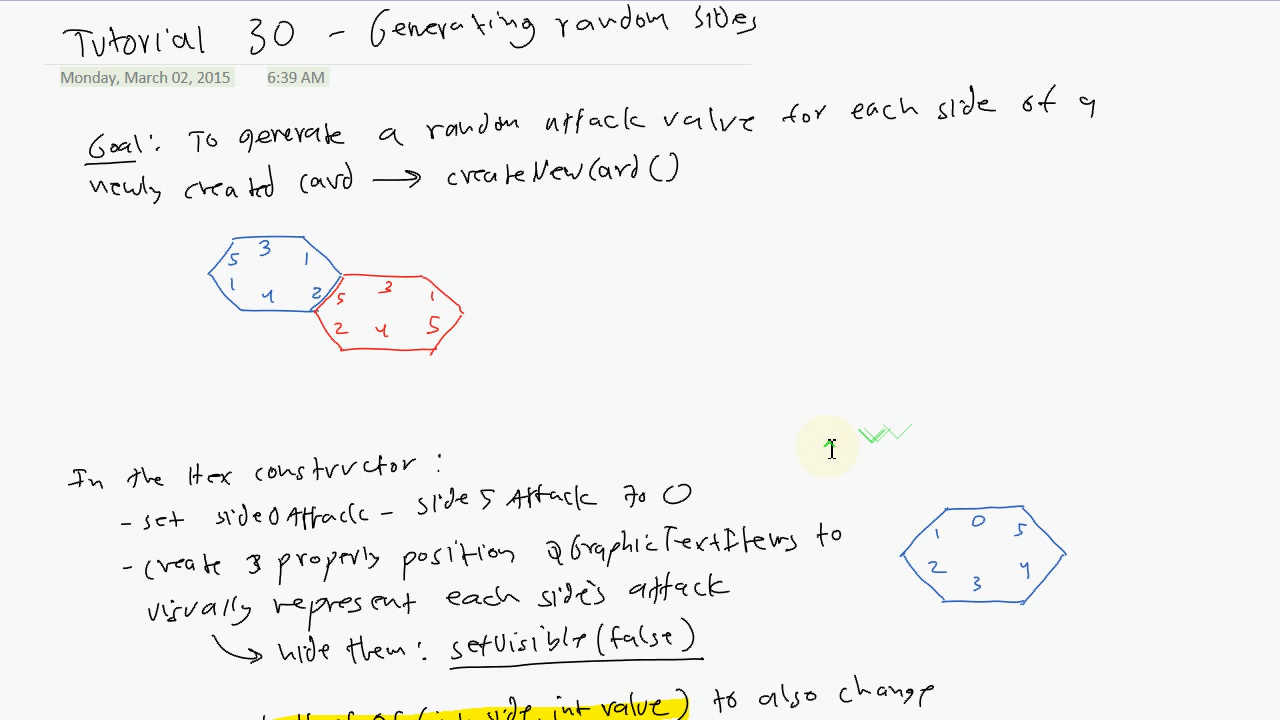 Tutorial 30 - Generating random sides
Monday, March 02, 2015 6:39 AM
Goal: To generate a random attack value for each side of a
newly created card → createNewCard()
5 3 1
1 4 2
5 3 1
2 4 5
In the Hex constructor:
- set side0Attack - side5Attack to 0
- create & properly position QGraphicTextItems to
visually represent each side's attack
↳ hide them: setVisible(false)
1 0 5
2 3 4
side, int value) to also change